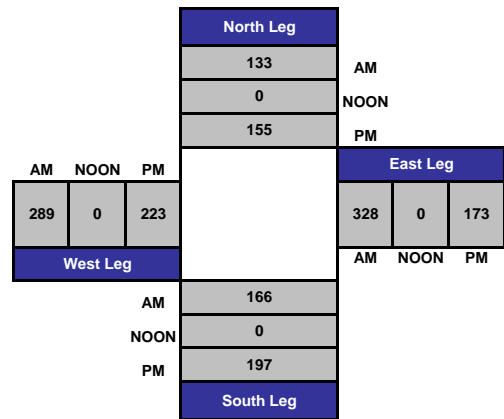 North Leg
133 AM
0 NOON
155 PM
AM NOON PM
East Leg
289 0 223
328 0 173
West Leg
AM NOON PM
AM 166
NOON 0
PM 197
South Leg